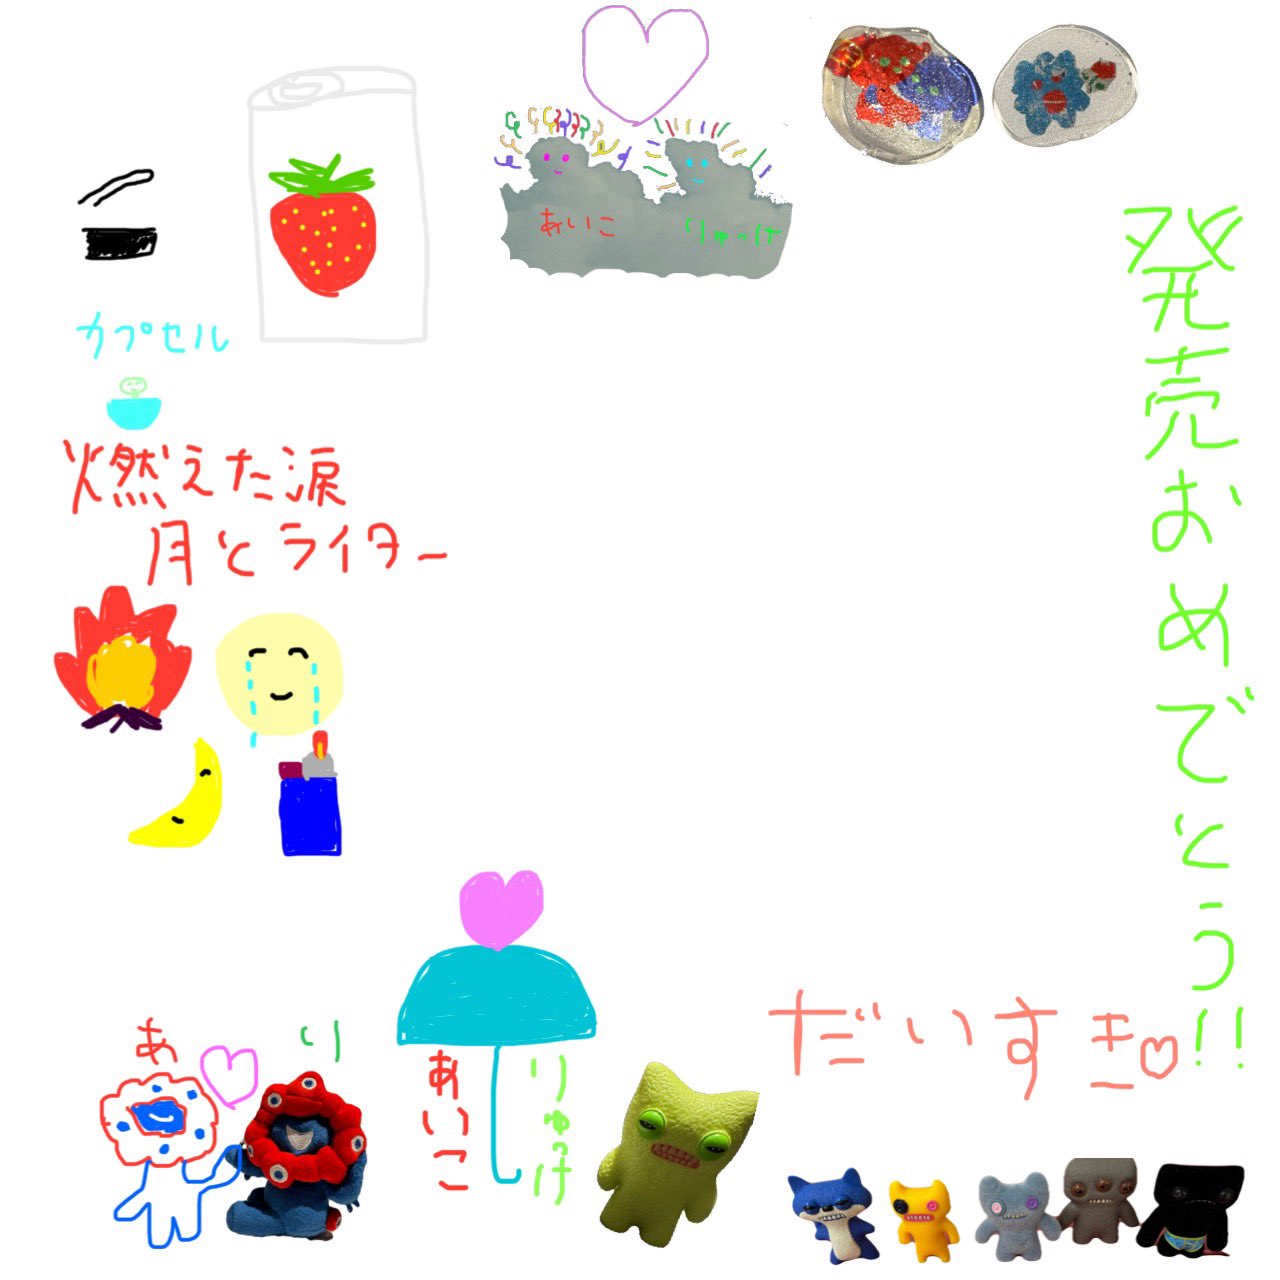 あいこ
りゅっけ
カプセル
燃えた涙
月とライター
発売おめでとう!!
だいすき♡
あ
り
あいこ
りゅっけ